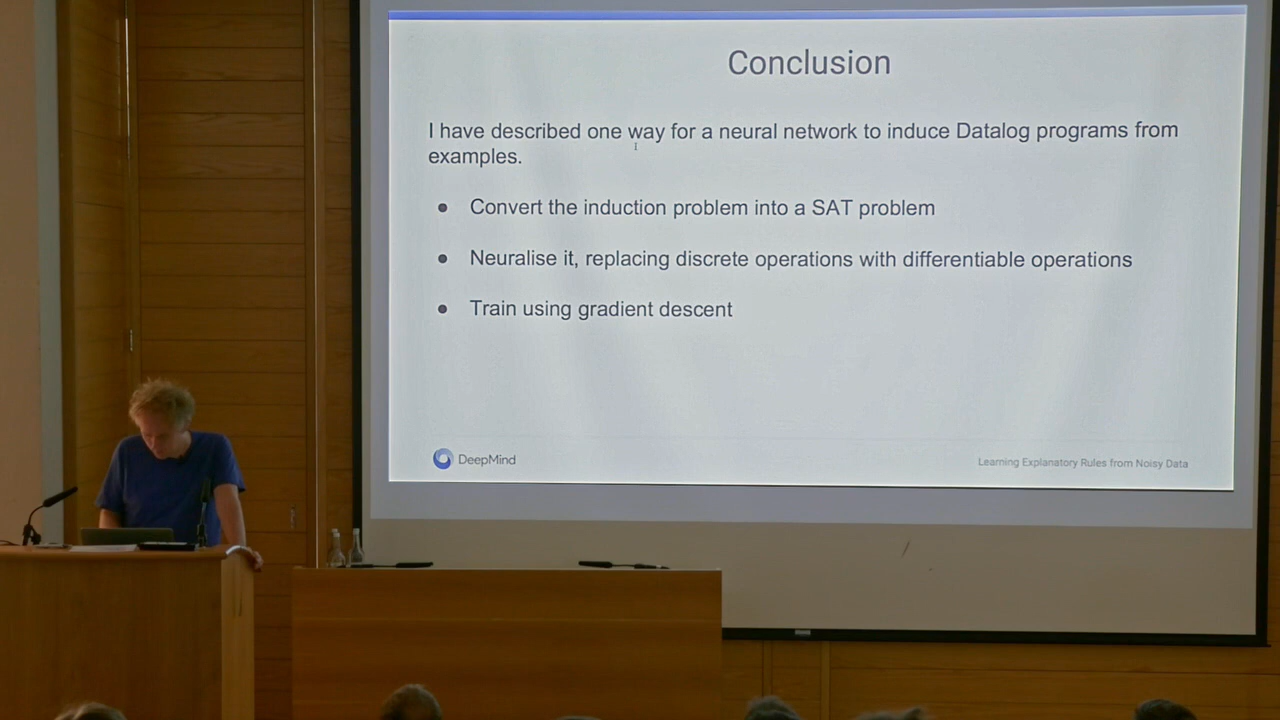 Conclusion
I have described one way for a neural network to induce Datalog programs from
examples.
● Convert the induction problem into a SAT problem
● Neuralise it, replacing discrete operations with differentiable operations
● Train using gradient descent
DeepMind
Learning Explanatory Rules from Noisy Data